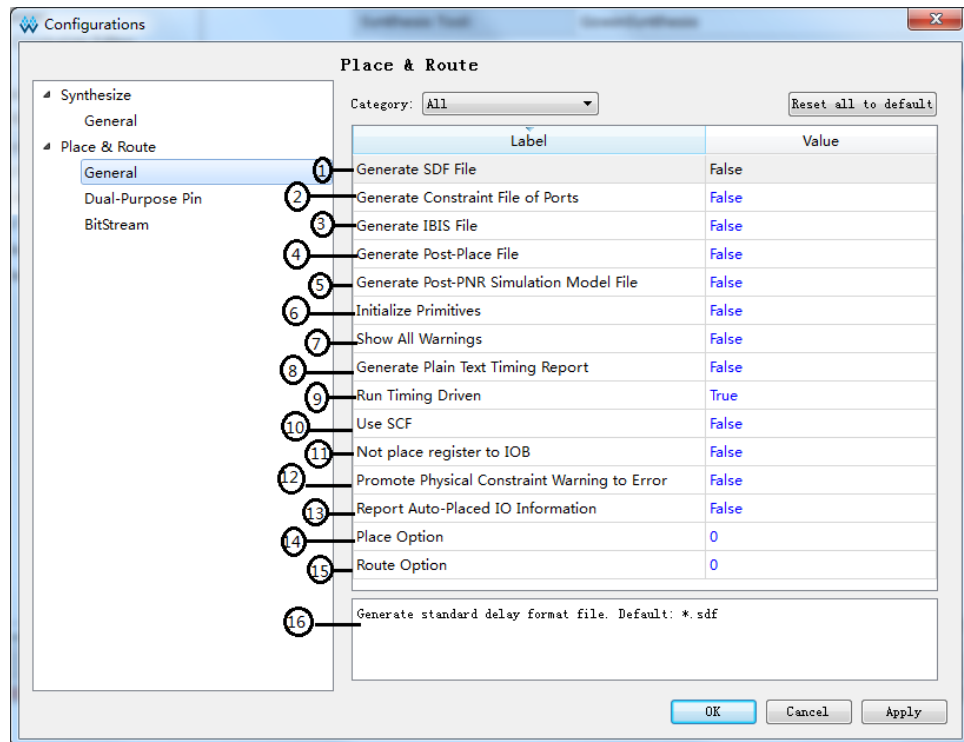 Configurations
Place & Route
Synthesize
General
Place & Route
General
Dual-Purpose Pin
BitStream
Category: All Reset all to default
Label Value
1 Generate SDF File False
2 Generate Constraint File of Ports False
3 Generate IBIS File False
4 Generate Post-Place File False
5 Generate Post-PNR Simulation Model File False
6 Initialize Primitives False
7 Show All Warnings False
8 Generate Plain Text Timing Report False
9 Run Timing Driven True
10 Use SCF False
11 Not place register to IOB False
12 Promote Physical Constraint Warning to Error False
13 Report Auto-Placed IO Information False
14 Place Option 0
15 Route Option 0
16 Generate standard delay format file. Default: *.sdf
OK Cancel Apply